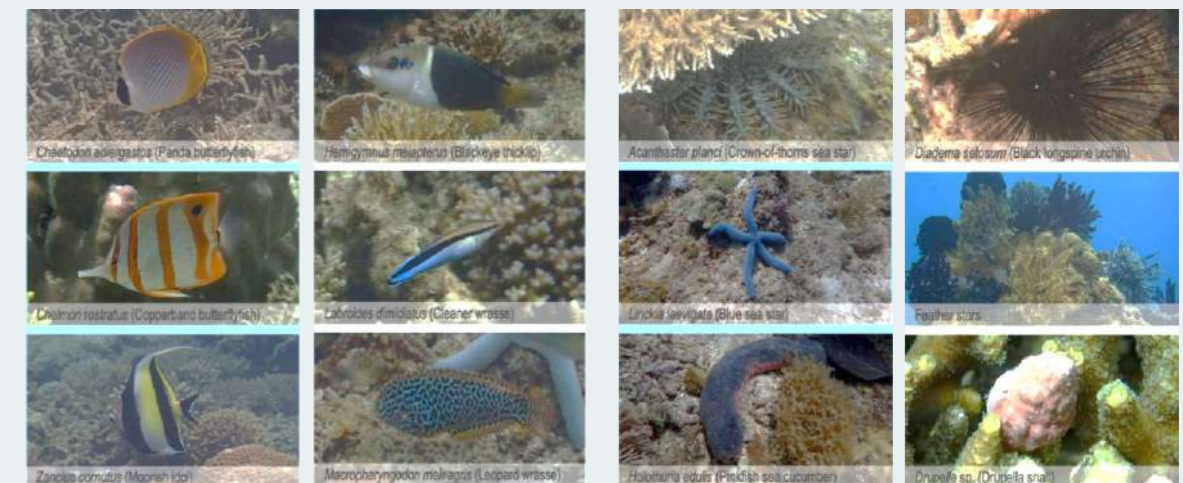 Chaetodon adiergastos (Panda butterflyfish)
Hemigymnus melapterus (Blackeye thicklip)
Acanthaster planci (Crown-of-thorns sea star)
Diadema setosum (Black longspine urchin)
Chelmon rostratus (Copperband butterflyfish)
Labroides dimidiatus (Cleaner wrasse)
Linckia laevigata (Blue sea star)
Feather stars
Zanclus cornutus (Moorish Idol)
Macropharyngodon meleagris (Leopard wrasse)
Holothuria edulis (Pinkfish sea cucumber)
Drupella sp. (Drupella snail)